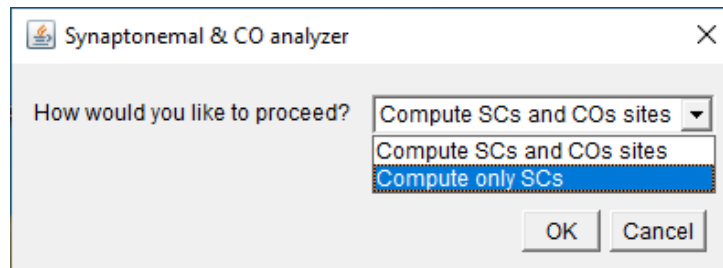 Synaptonemal & CO analyzer
How would you like to proceed? Compute SCs and COs sites
Compute SCs and COs sites
Compute only SCs
OK Cancel